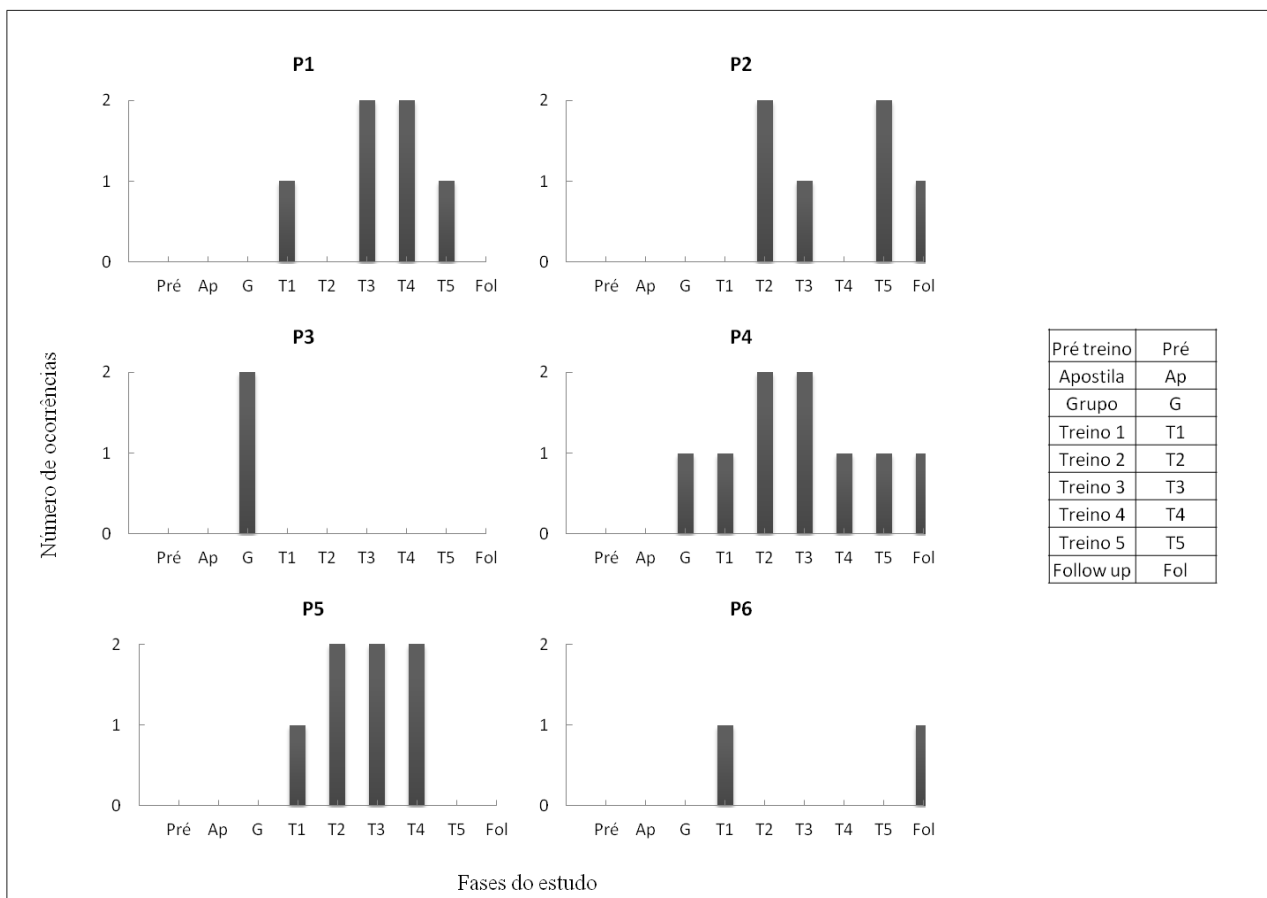 P1
2
1
0
Pré Ap G T1 T2 T3 T4 T5 Fol
P2
2
1
0
Pré Ap G T1 T2 T3 T4 T5 Fol
Número de ocorrências
P3
2
1
0
Pré Ap G T1 T2 T3 T4 T5 Fol
P4
2
1
0
Pré Ap G T1 T2 T3 T4 T5 Fol
Pré treino Pré
Apostila Ap
Grupo G
Treino 1 T1
Treino 2 T2
Treino 3 T3
Treino 4 T4
Treino 5 T5
Follow up Fol
P5
2
1
0
Pré Ap G T1 T2 T3 T4 T5 Fol
P6
2
1
0
Pré Ap G T1 T2 T3 T4 T5 Fol
Fases do estudo